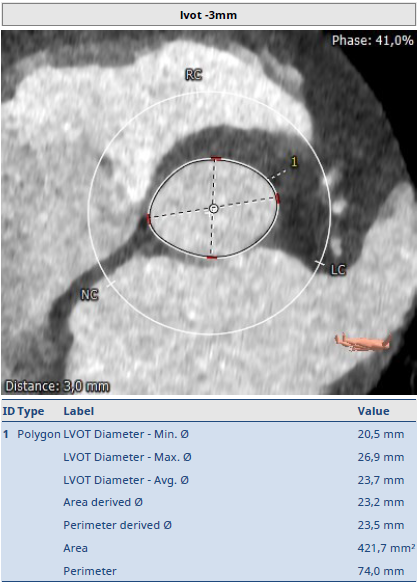 lvot -3mm
Phase: 41,0%
RC
1
LC
NC
Distance: 3,0 mm
ID Type Label Value
1 Polygon LVOT Diameter - Min. Ø 20,5 mm
LVOT Diameter - Max. Ø 26,9 mm
LVOT Diameter - Avg. Ø 23,7 mm
Area derived Ø 23,2 mm
Perimeter derived Ø 23,5 mm
Area 421,7 mm²
Perimeter 74,0 mm